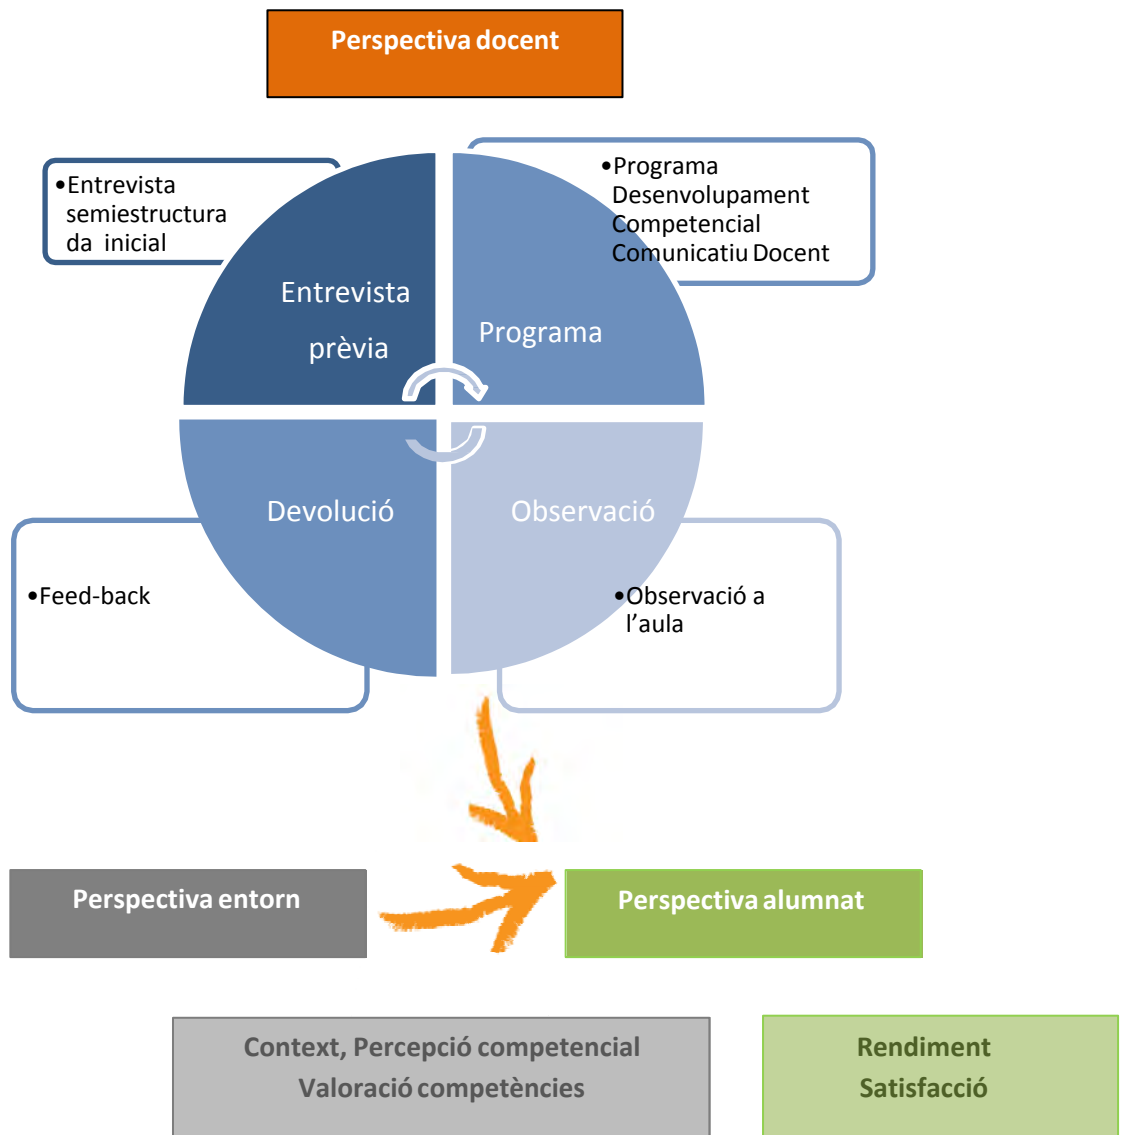 Perspectiva docent
•Entrevista
semiestructura
da inicial
•Programa
Desenvolupament
Competencial
Comunicatiu Docent
Entrevista
prèvia
Programa
Devolució
Observació
•Feed-back
•Observació a
l’aula
Perspectiva entorn
Perspectiva alumnat
Context, Percepció competencial
Valoració competències
Rendiment
Satisfacció